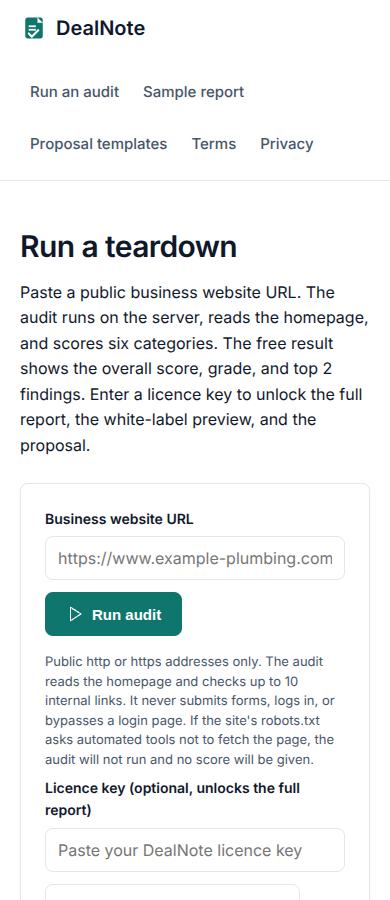 DealNote
Run an audit Sample report
Proposal templates Terms Privacy
Run a teardown
Paste a public business website URL. The
audit runs on the server, reads the homepage,
and scores six categories. The free result
shows the overall score, grade, and top 2
findings. Enter a licence key to unlock the full
report, the white-label preview, and the
proposal.
Business website URL
https://www.example-plumbing.com
Run audit
Public http or https addresses only. The audit
reads the homepage and checks up to 10
internal links. It never submits forms, logs in, or
bypasses a login page. If the site's robots.txt
asks automated tools not to fetch the page, the
audit will not run and no score will be given.
Licence key (optional, unlocks the full
report)
Paste your DealNote licence key